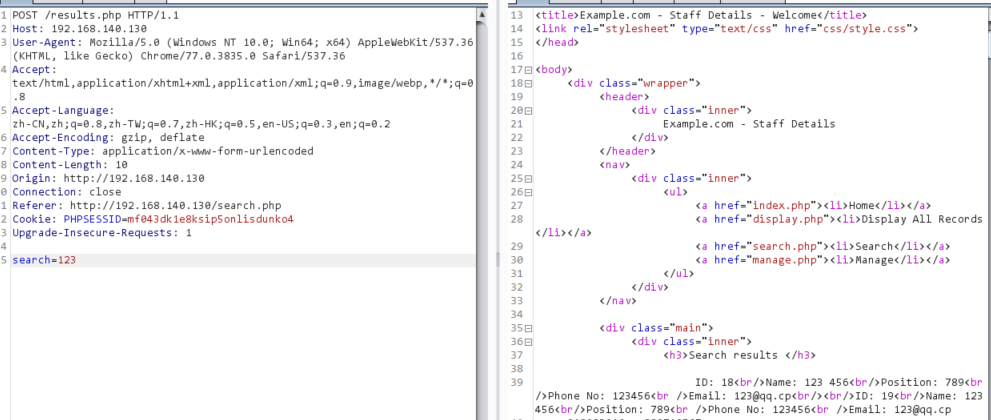 1 POST /results.php HTTP/1.1
2 Host: 192.168.140.130
3 User-Agent: Mozilla/5.0 (Windows NT 10.0; Win64; x64) AppleWebKit/537.36
(KHTML, like Gecko) Chrome/77.0.3835.0 Safari/537.36
4 Accept:
text/html,application/xhtml+xml,application/xml;q=0.9,image/webp,*/*;q=0
.8
5 Accept-Language:
zh-CN,zh;q=0.8,zh-TW;q=0.7,zh-HK;q=0.5,en-US;q=0.3,en;q=0.2
6 Accept-Encoding: gzip, deflate
7 Content-Type: application/x-www-form-urlencoded
8 Content-Length: 10
9 Origin: http://192.168.140.130
0 Connection: close
1 Referer: http://192.168.140.130/search.php
2 Cookie: PHPSESSID=mf043dk1e8ksip5onlisdunko4
3 Upgrade-Insecure-Requests: 1
4
5 search=123
13 <title>Example.com - Staff Details - Welcome</title>
14 <link rel="stylesheet" type="text/css" href="css/style.css">
15 </head>
16
17 <body>
18 <div class="wrapper">
19 <header>
20 <div class="inner">
21 Example.com - Staff Details
22 </div>
23 </header>
24 <nav>
25 <div class="inner">
26 <ul>
27 <a href="index.php"><li>Home</li></a>
28 <a href="display.php"><li>Display All Records
</li></a>
29 <a href="search.php"><li>Search</li></a>
30 <a href="manage.php"><li>Manage</li></a>
31 </ul>
32 </div>
33 </nav>
34
35 <div class="main">
36 <div class="inner">
37 <h3>Search results </h3>
38
39 ID: 18<br/>Name: 123 456<br/>Position: 789<br
/>Phone No: 123456<br />Email: 123@qq.cp<br/><br/>ID: 19<br/>Name: 123
456<br/>Position: 789<br />Phone No: 123456<br />Email: 123@qq.cp